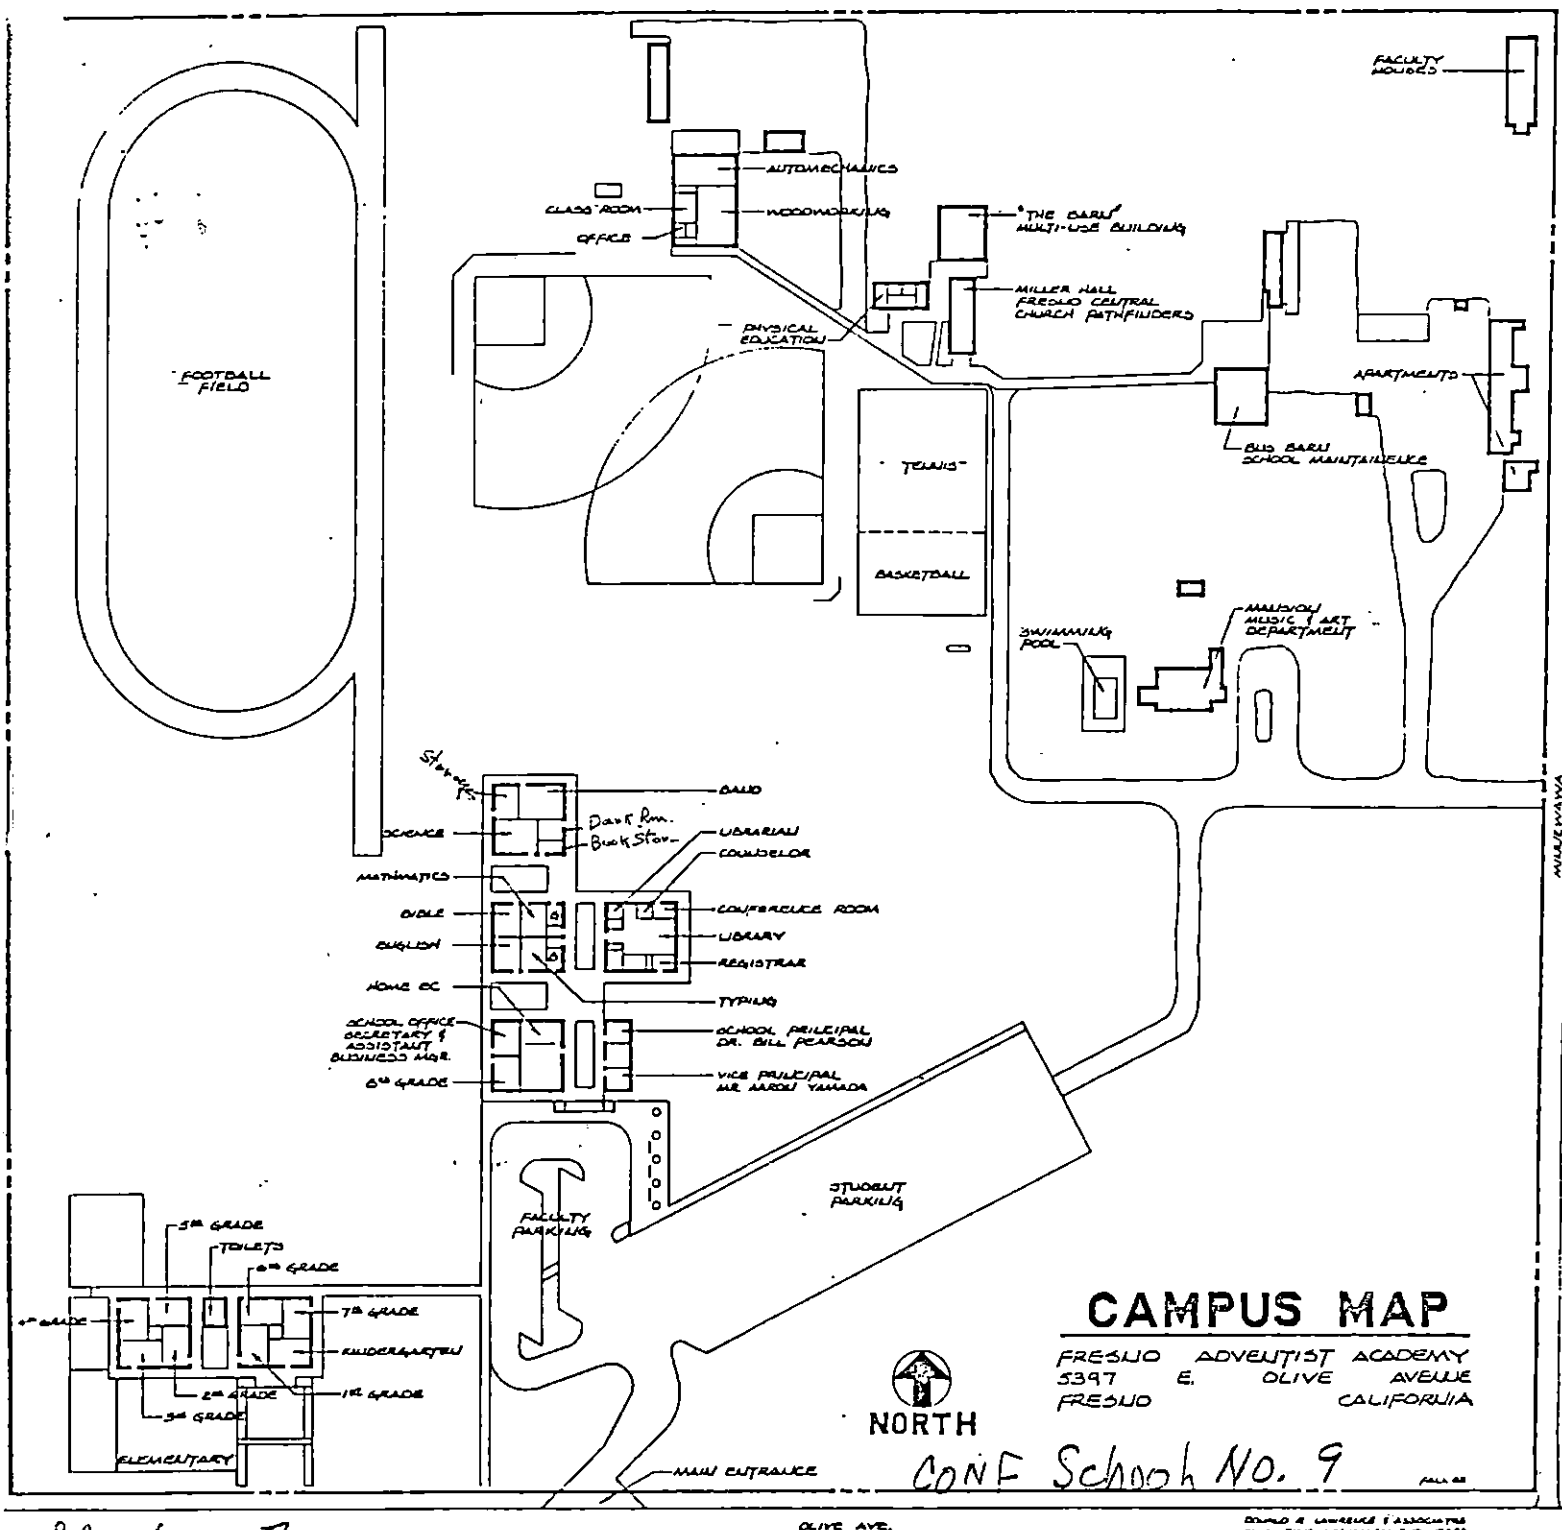 FACULTY
HOUSES
AUTOMECHANICS
CLASS ROOM
WOODWORKING
OFFICE
"THE BARN"
MULTI-USE BUILDING
MILLER HALL
FRESNO CENTRAL
CHURCH PATHFINDERS
PHYSICAL
EDUCATION
FOOTBALL
FIELD
APARTMENTS
TENNIS
BUS BARN
SCHOOL MAINTAINENCE
BASKETBALL
MANSION
MUSIC & ART
DEPARTMENT
SWIMMING
POOL
BAND
SCIENCE
Dark Rm.
Book Stor
LIBRARIAN
COUNSELOR
MATHMATICS
BIBLE
CONFERENCE ROOM
ENGLISH
LIBRARY
REGISTRAR
HOME EC
TYPING
SCHOOL OFFICE
SECRETARY &
ASSISTANT
BUSINESS MGR.
SCHOOL PRINCIPAL
DR. BILL PEARSON
8TH GRADE
VICE PRINCIPAL
MR AARON YAMADA
STUDENT
PARKING
FACULTY
PARKING
5TH GRADE
TOILETS
6TH GRADE
4TH GRADE
7TH GRADE
KINDERGARTEN
2ND GRADE
1ST GRADE
3RD GRADE
ELEMENTARY
MAIN ENTRANCE
NORTH
CAMPUS MAP
FRESNO ADVENTIST ACADEMY
5397 E. OLIVE AVENUE
FRESNO CALIFORNIA
CONF School No. 9
OLIVE AVE.
MINNEWAWA